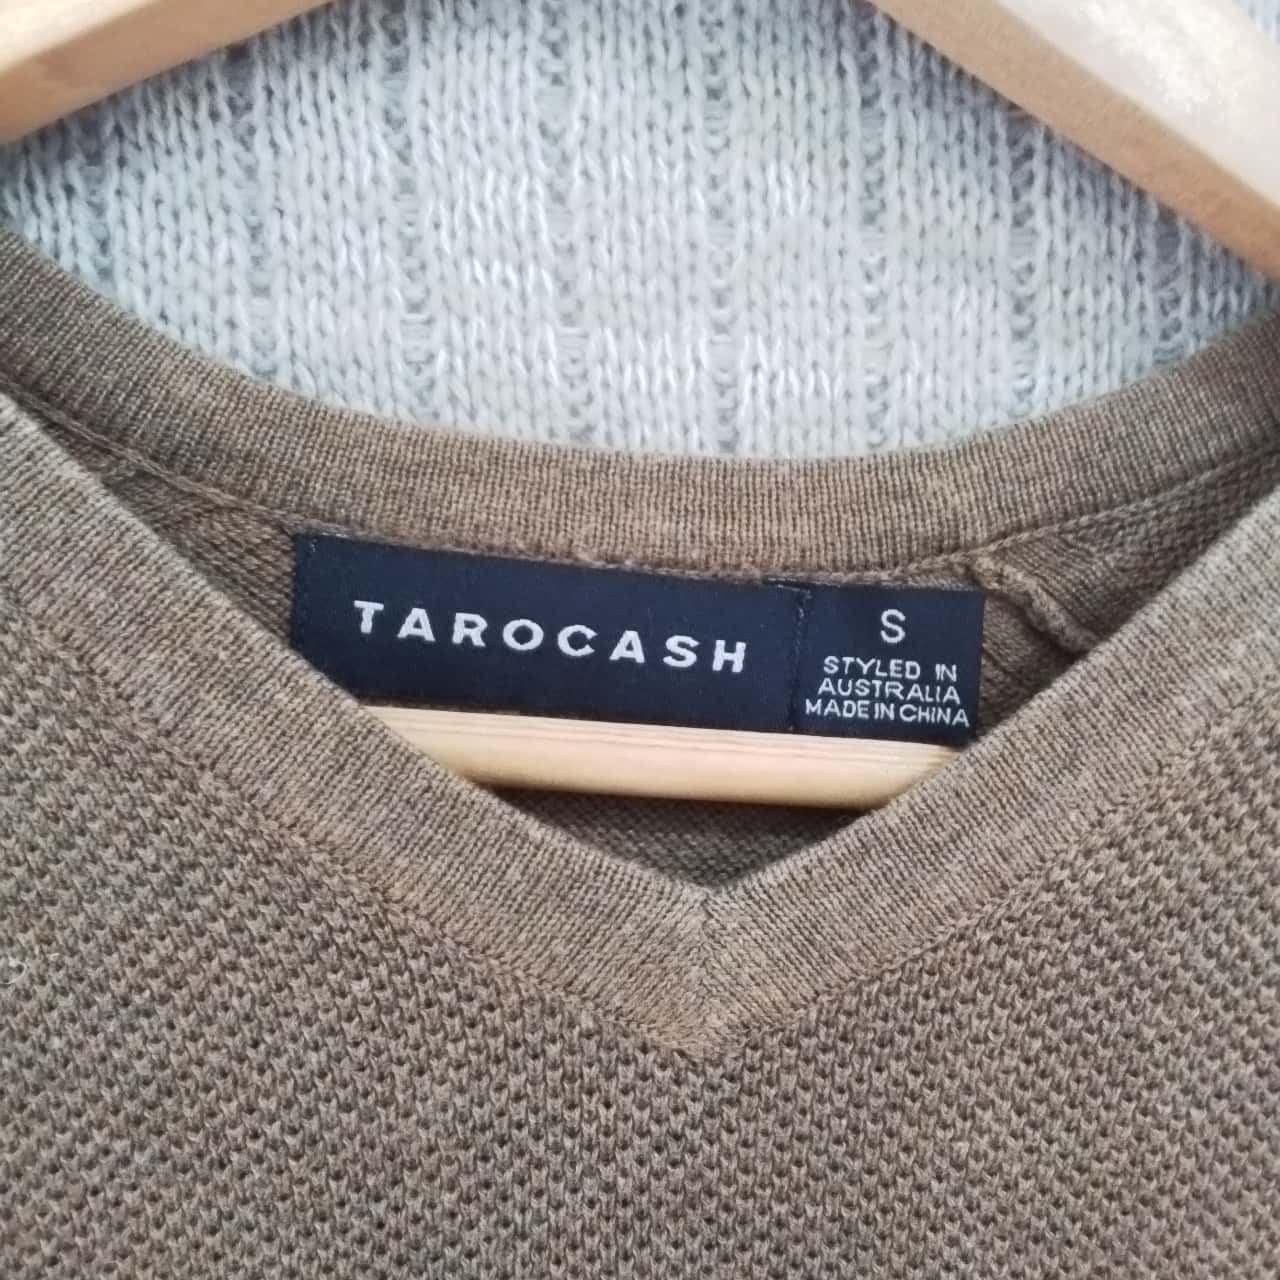 TAROCASH
S
STYLED IN
AUSTRALIA
MADE IN CHINA